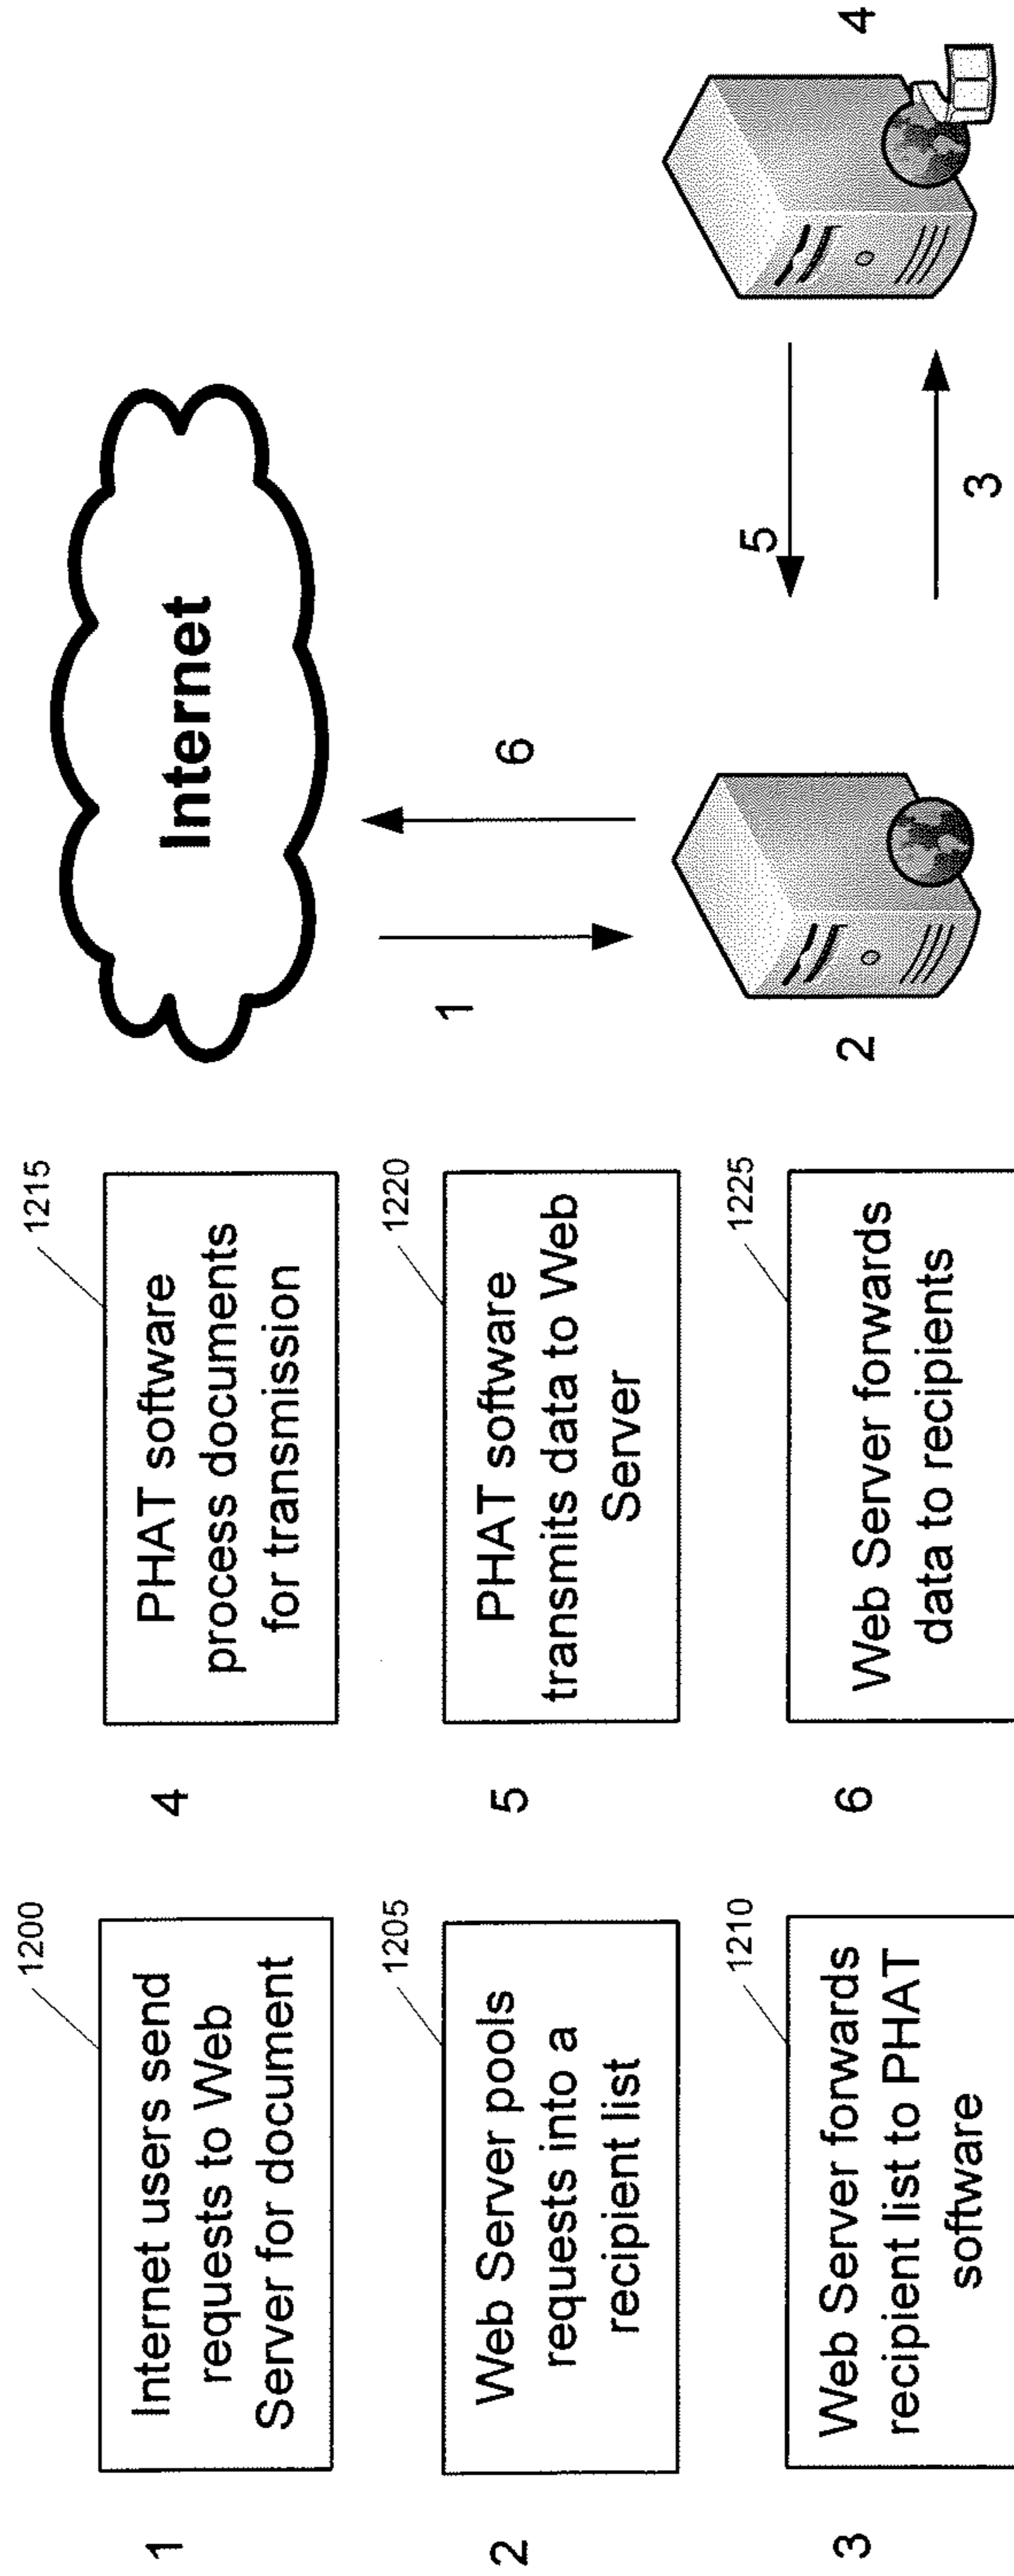 1
1200
Internet users send
requests to Web
Server for document
2
1205
Web Server pools
requests into a
recipient list
3
1210
Web Server forwards
recipient list to PHAT
software
4
1215
PHAT software
process documents
for transmission
5
1220
PHAT software
transmits data to Web
Server
6
1225
Web Server forwards
data to recipients
Internet
1
6
2
5
3
4